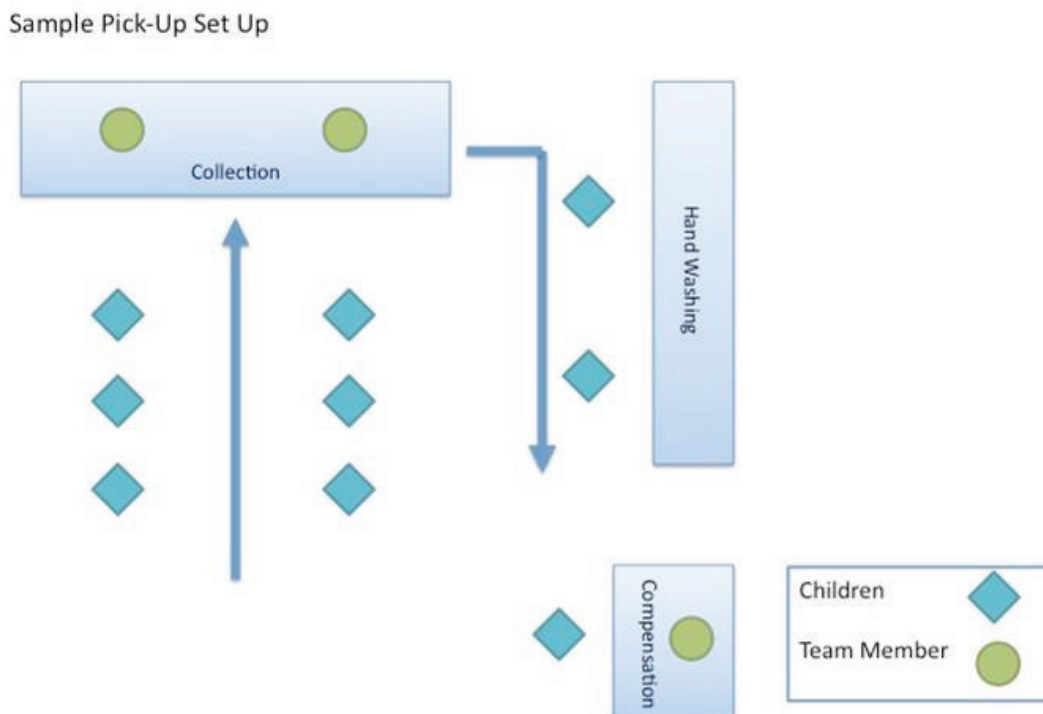 Sample Pick-Up Set Up
Collection
Hand Washing
Compensation
Children
Team Member